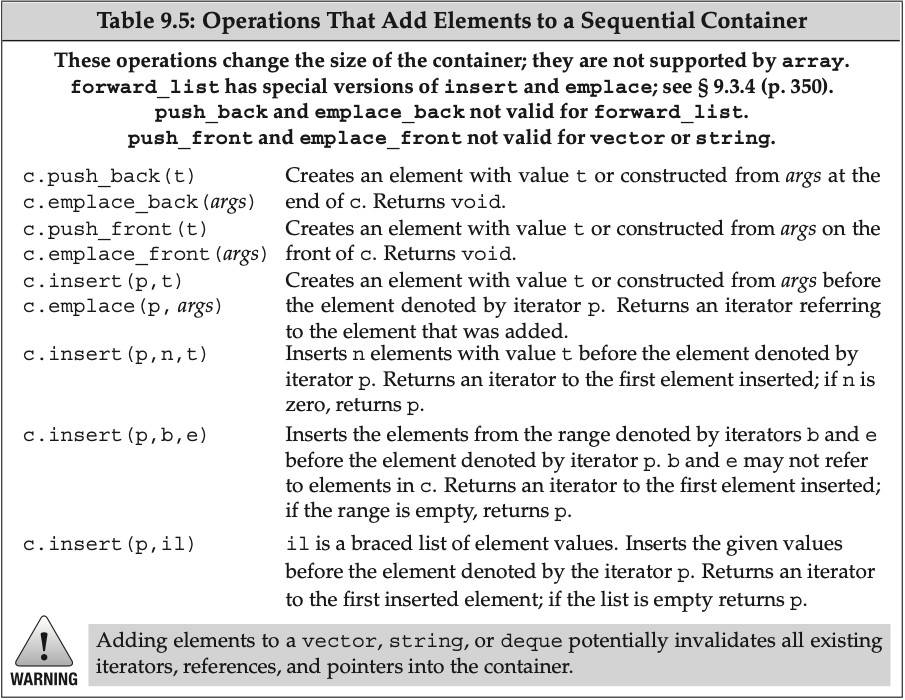 Table 9.5: Operations That Add Elements to a Sequential Container
These operations change the size of the container; they are not supported by array.
forward_list has special versions of insert and emplace; see § 9.3.4 (p. 350).
push_back and emplace_back not valid for forward_list.
push_front and emplace_front not valid for vector or string.
c.push_back(t) Creates an element with value t or constructed from args at the
c.emplace_back(args) end of c. Returns void.
c.push_front(t) Creates an element with value t or constructed from args on the
c.emplace_front(args) front of c. Returns void.
c.insert(p,t) Creates an element with value t or constructed from args before
c.emplace(p, args) the element denoted by iterator p. Returns an iterator referring
to the element that was added.
c.insert(p,n,t) Inserts n elements with value t before the element denoted by
iterator p. Returns an iterator to the first element inserted; if n is
zero, returns p.
c.insert(p,b,e) Inserts the elements from the range denoted by iterators b and e
before the element denoted by iterator p. b and e may not refer
to elements in c. Returns an iterator to the first element inserted;
if the range is empty, returns p.
c.insert(p,il) il is a braced list of element values. Inserts the given values
before the element denoted by the iterator p. Returns an iterator
to the first inserted element; if the list is empty returns p.
Adding elements to a vector, string, or deque potentially invalidates all existing
iterators, references, and pointers into the container.
WARNING